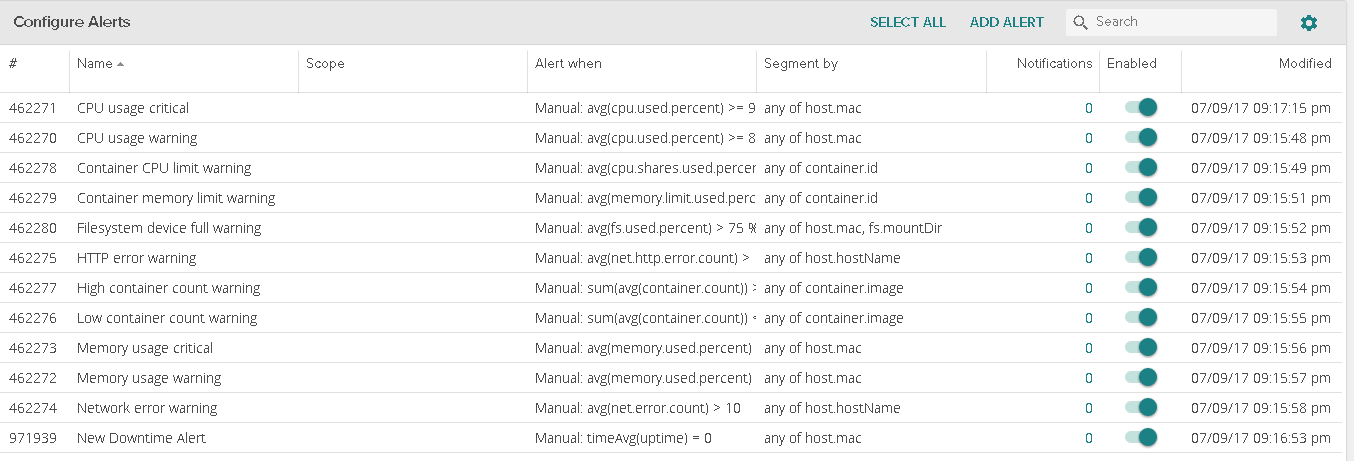 Configure Alerts SELECT ALL ADD ALERT Search
# Name Scope Alert when Segment by Notifications Enabled Modified
462271 CPU usage critical Manual: avg(cpu.used.percent) >= 9 any of host.mac 0 07/09/17 09:17:15 pm
462270 CPU usage warning Manual: avg(cpu.used.percent) >= 8 any of host.mac 0 07/09/17 09:15:48 pm
462278 Container CPU limit warning Manual: avg(cpu.shares.used.percer any of container.id 0 07/09/17 09:15:49 pm
462279 Container memory limit warning Manual: avg(memory.limit.used.perc any of container.id 0 07/09/17 09:15:51 pm
462280 Filesystem device full warning Manual: avg(fs.used.percent) > 75 % any of host.mac, fs.mountDir 0 07/09/17 09:15:52 pm
462275 HTTP error warning Manual: avg(net.http.error.count) > any of host.hostName 0 07/09/17 09:15:53 pm
462277 High container count warning Manual: sum(avg(container.count)) > any of container.image 0 07/09/17 09:15:54 pm
462276 Low container count warning Manual: sum(avg(container.count)) < any of container.image 0 07/09/17 09:15:55 pm
462273 Memory usage critical Manual: avg(memory.used.percent) any of host.mac 0 07/09/17 09:15:56 pm
462272 Memory usage warning Manual: avg(memory.used.percent) any of host.mac 0 07/09/17 09:15:57 pm
462274 Network error warning Manual: avg(net.error.count) > 10 any of host.hostName 0 07/09/17 09:15:58 pm
971939 New Downtime Alert Manual: timeAvg(uptime) = 0 any of host.mac 0 07/09/17 09:16:53 pm